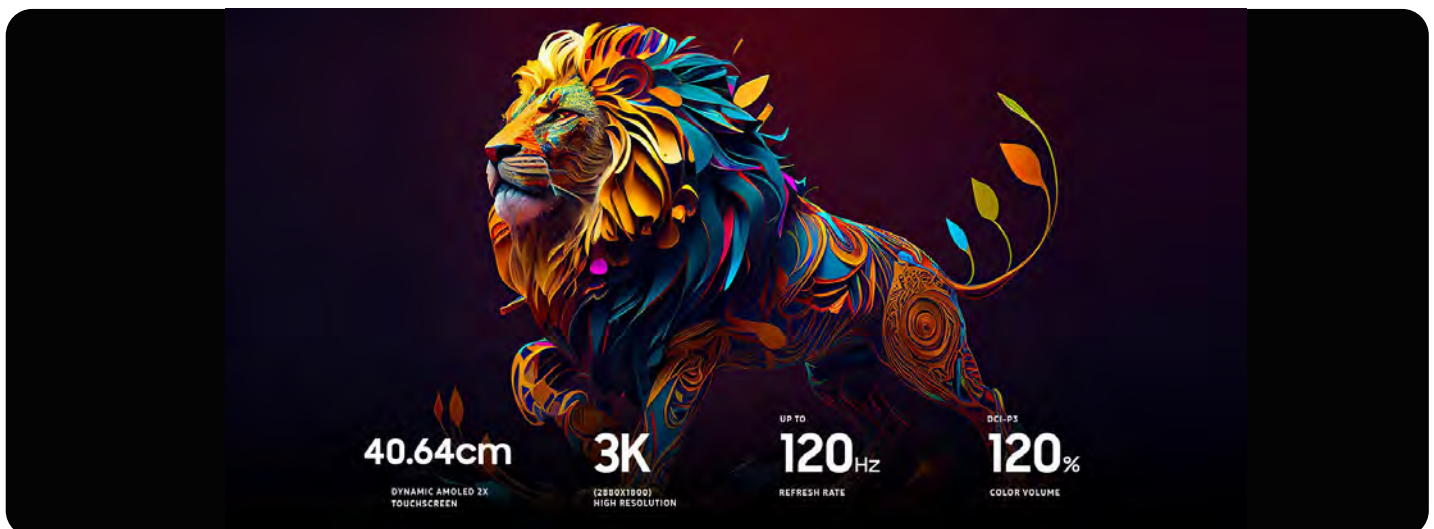 40.64cm
DYNAMIC AMOLED 2X
TOUCHSCREEN
3K
(2880X1800)
HIGH RESOLUTION
UP TO
120Hz
REFRESH RATE
DCI-P3
120%
COLOR VOLUME